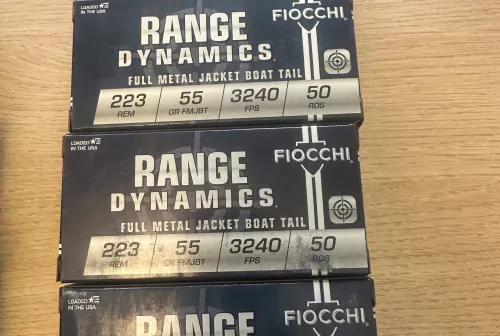 LOADED
IN THE USA
FIOCCHI
RANGE
DYNAMICS
FULL METAL JACKET BOAT TAIL
223 55 3240 50
REM GR FMJBT FPS RDS
LOADED
IN THE USA
FIOCCHI
RANGE
DYNAMICS
FULL METAL JACKET BOAT TAIL
223 55 3240 50
REM GR FMJBT FPS RDS
LOADED
IN THE USA
FIOCCHI
RANGE